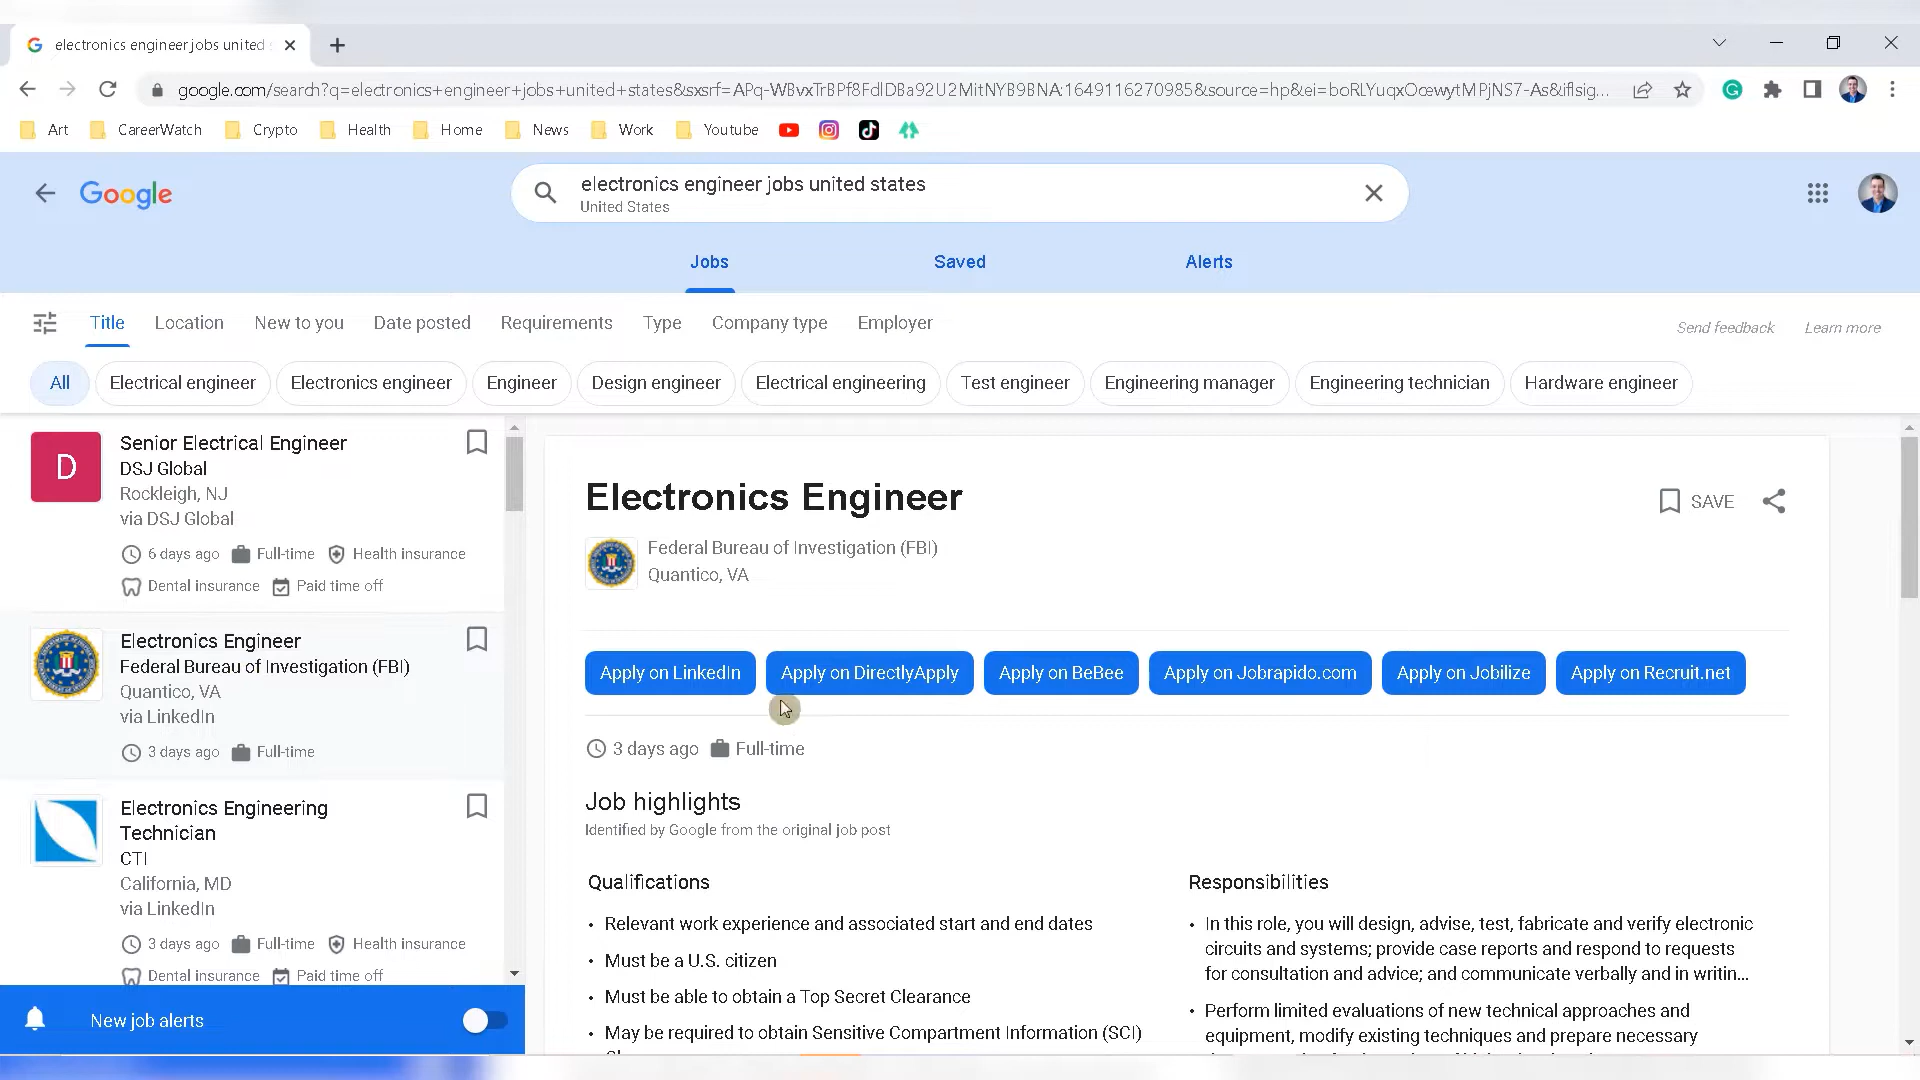 electronics engineer jobs united s
google.com/search?q=electronics+engineer+jobs+united+states&sxsrf=APq-WBvxTrBPf8FdlDBa92U2MitNYB9BNA:1649116270985&source=hp&ei=boRLYuqxOcewytMPjNS7-As&iflsig...
Art CareerWatch Crypto Health Home News Work Youtube
Google
electronics engineer jobs united states
United States
Jobs Saved Alerts
Title Location New to you Date posted Requirements Type Company type Employer
Send feedback Learn more
All Electrical engineer Electronics engineer Engineer Design engineer Electrical engineering Test engineer Engineering manager Engineering technician Hardware engineer
D
Senior Electrical Engineer
DSJ Global
Rockleigh, NJ
via DSJ Global
6 days ago Full-time Health insurance
Dental insurance Paid time off
Electronics Engineer
Federal Bureau of Investigation (FBI)
Quantico, VA
via LinkedIn
3 days ago Full-time
Electronics Engineering
Technician
CTI
California, MD
via LinkedIn
3 days ago Full-time Health insurance
Dental insurance Paid time off
New job alerts
Electronics Engineer
SAVE
Federal Bureau of Investigation (FBI)
Quantico, VA
Apply on LinkedIn Apply on DirectlyApply Apply on BeBee Apply on Jobrapido.com Apply on Jobilize Apply on Recruit.net
3 days ago Full-time
Job highlights
Identified by Google from the original job post
Qualifications
• Relevant work experience and associated start and end dates
• Must be a U.S. citizen
• Must be able to obtain a Top Secret Clearance
• May be required to obtain Sensitive Compartment Information (SCI)
Responsibilities
• In this role, you will design, advise, test, fabricate and verify electronic
circuits and systems; provide case reports and respond to requests
for consultation and advice; and communicate verbally and in writin...
• Perform limited evaluations of new technical approaches and
equipment, modify existing techniques and prepare necessary